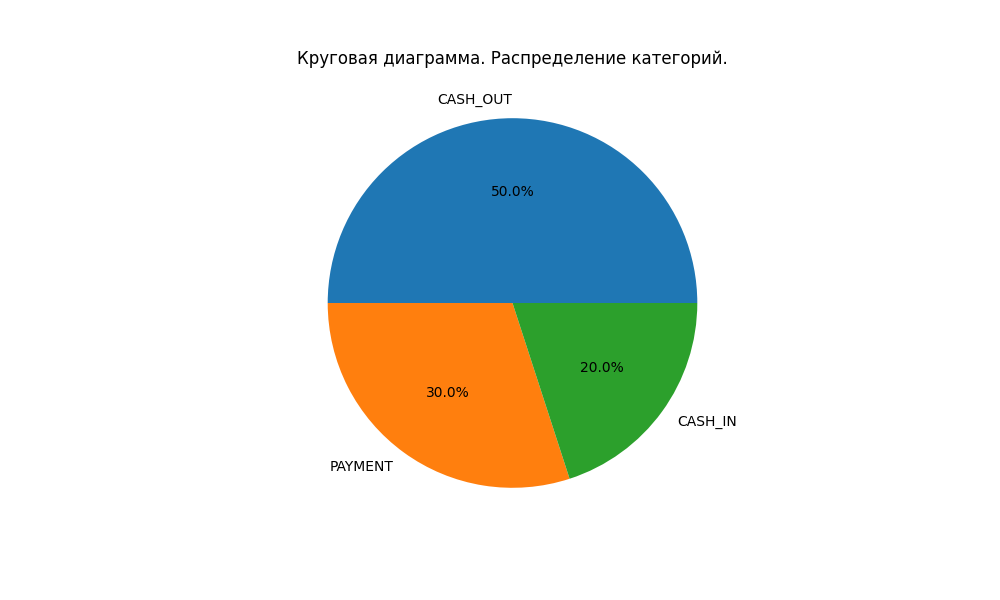 Круговая диаграмма. Распределение категорий.
CASH_OUT
50.0%
20.0%
30.0%
CASH_IN
PAYMENT